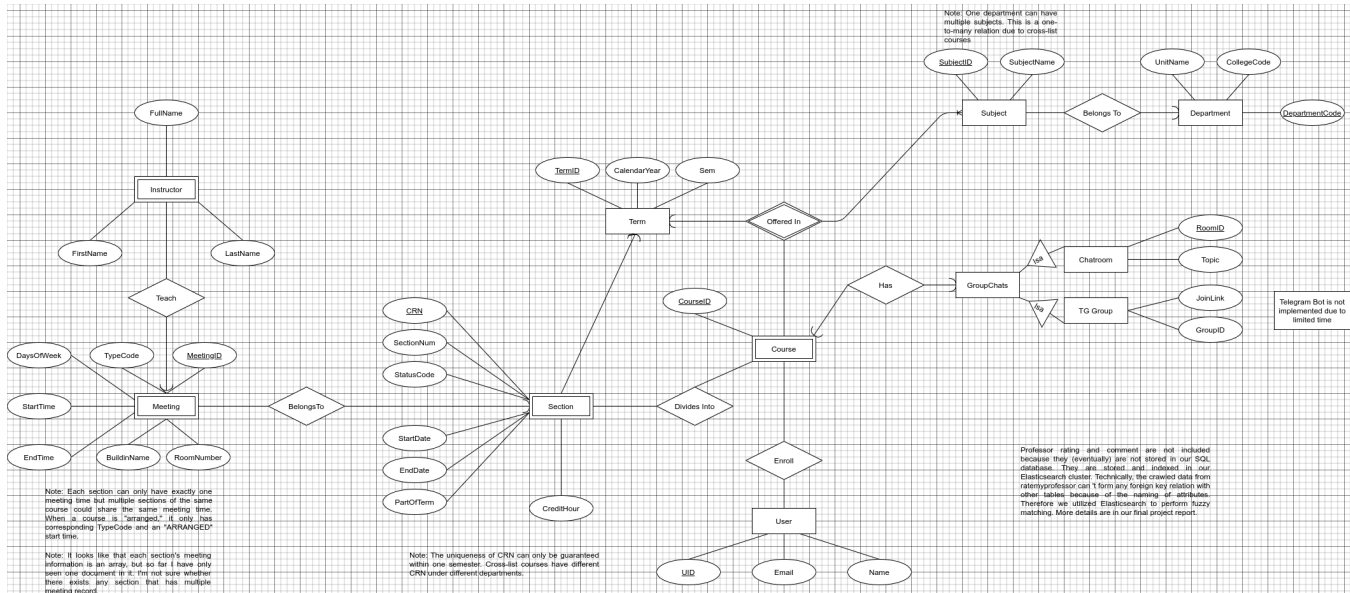 Note: One department can have
multiple subjects. This is a one-
to-many relation due to cross-list
courses
SubjectID
SubjectName
UnitName
CollegeCode
FullName
Subject
Belongs To
Department
DepartmentCode
TermID
CalendarYear
Sem
Instructor
Term
Offered In
RoomID
FirstName
LastName
Isa
Chatroom
Topic
Has
GroupChats
Teach
CourseID
Isa
TG Group
JoinLink
GroupID
Telegram Bot is not
implemented due to
limited time
CRN
SectionNum
StatusCode
Course
DaysOfWeek
TypeCode
MeetingID
StartTime
Meeting
BelongsTo
Section
Divides Into
StartDate
EndTime
BuildinName
RoomNumber
EndDate
PartOfTerm
CreditHour
Enroll
User
UID
Email
Name
Professor rating and comment are not included
because they (eventually) are not stored in our SQL
database. They are stored and indexed in our
Elasticsearch cluster. Technically, the crawled data from
ratemyprofessor can 't form any foreign key relation with
other tables because of the naming of attributes.
Therefore we utilized Elasticsearch to perform fuzzy
matching. More details are in our final project report.
Note: Each section can only have exactly one
meeting time but multiple sections of the same
course could share the same meeting time.
When a course is "arranged," it only has
corresponding TypeCode and an "ARRANGED"
start time.
Note: It looks like that each section's meeting
information is an array, but so far I have only
seen one document in it. I'm not sure whether
there exists any section that has multiple
meeting record.
Note: The uniqueness of CRN can only be guaranteed
within one semester. Cross-list courses have different
CRN under different departments.